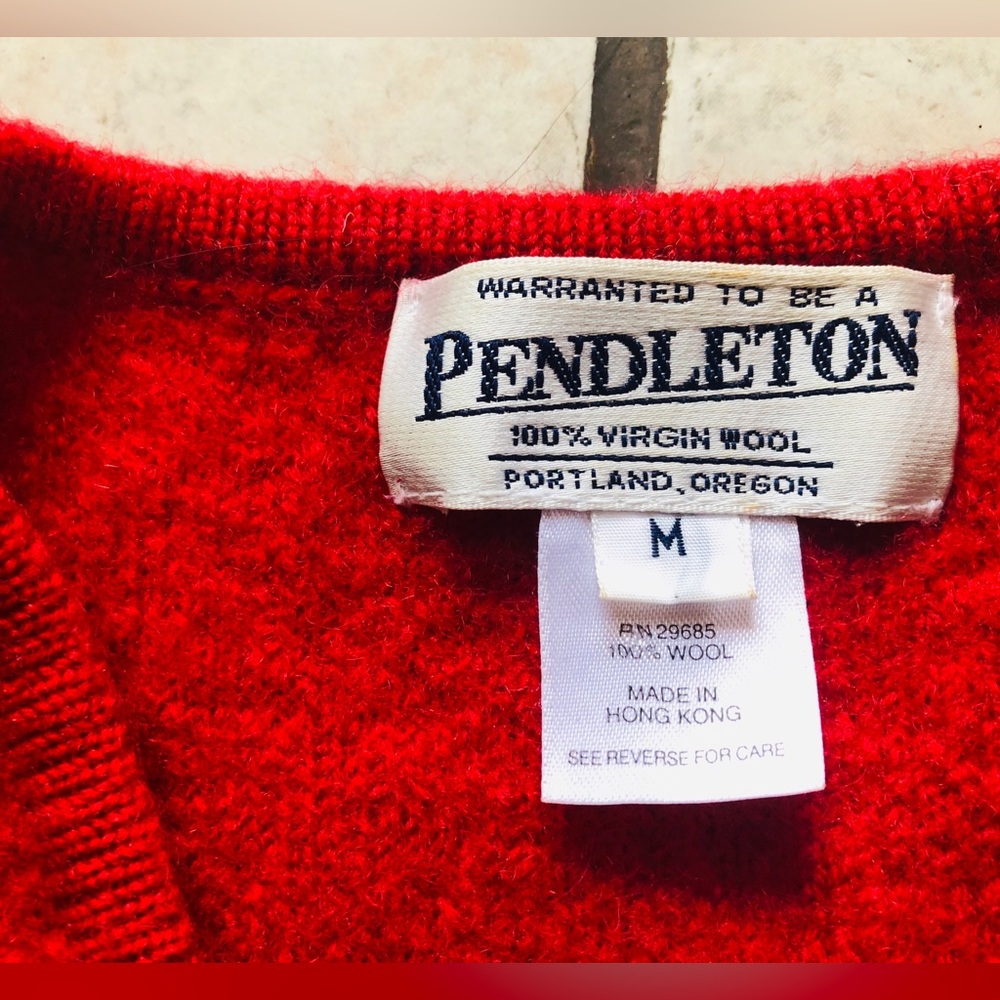 WARRANTED TO BE A
PENDLETON
100% VIRGIN WOOL
PORTLAND, OREGON
M
RN 29685
100% WOOL
MADE IN
HONG KONG
SEE REVERSE FOR CARE